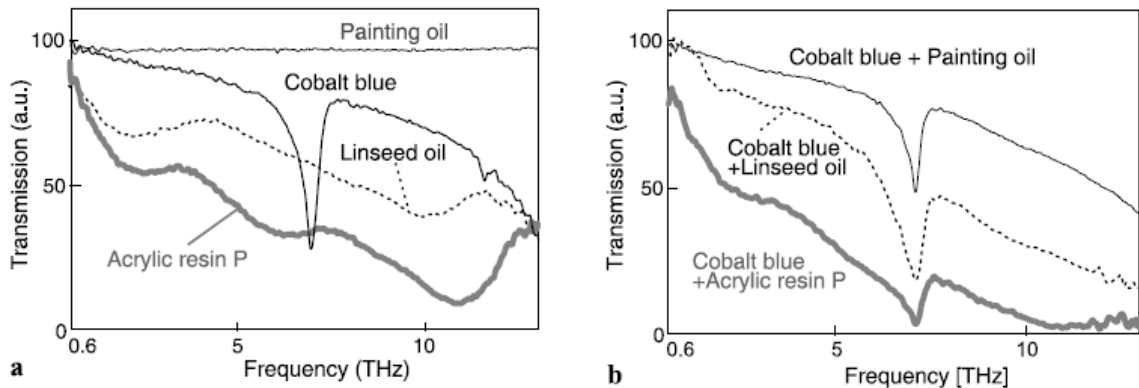 Painting oil
100
Cobalt blue
Transmission (a.u.)
Linseed oil
50
Acrylic resin P
0
0.6
5
10
Frequency (THz)
a
100
Cobalt blue + Painting oil
Transmission (a.u.)
Cobalt blue
+Linseed oil
50
Cobalt blue
+Acrylic resin P
0
0.6
5
10
Frequency [THz]
b